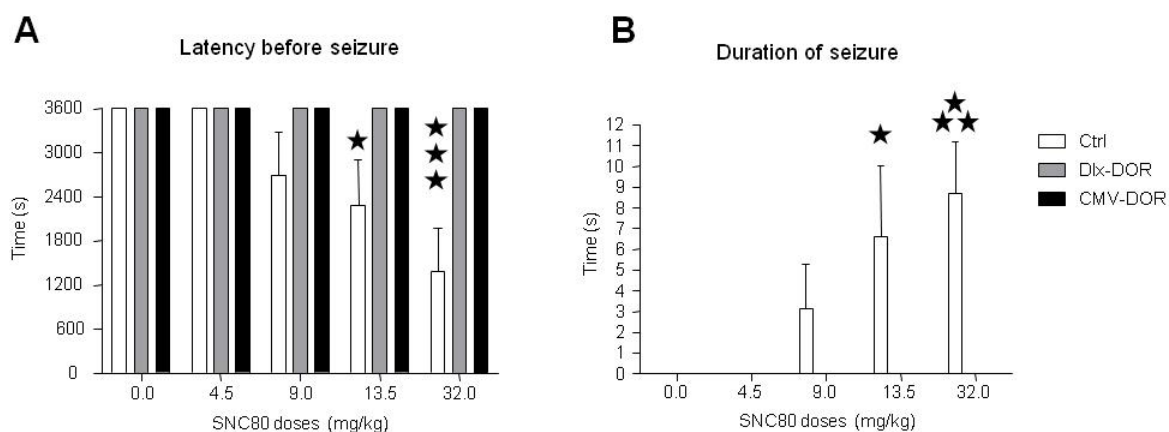 A
Latency before seizure
Time (s)
3600
3000
2400
1800
1200
600
0
0.0 4.5 9.0 13.5 32.0
SNC80 doses (mg/kg)
B
Duration of seizure
Time (s)
12
11
10
9
8
7
6
5
4
3
2
1
0
0.0 4.5 9.0 13.5 32.0
SNC80 doses (mg/kg)
Ctrl
Dlx-DOR
CMV-DOR